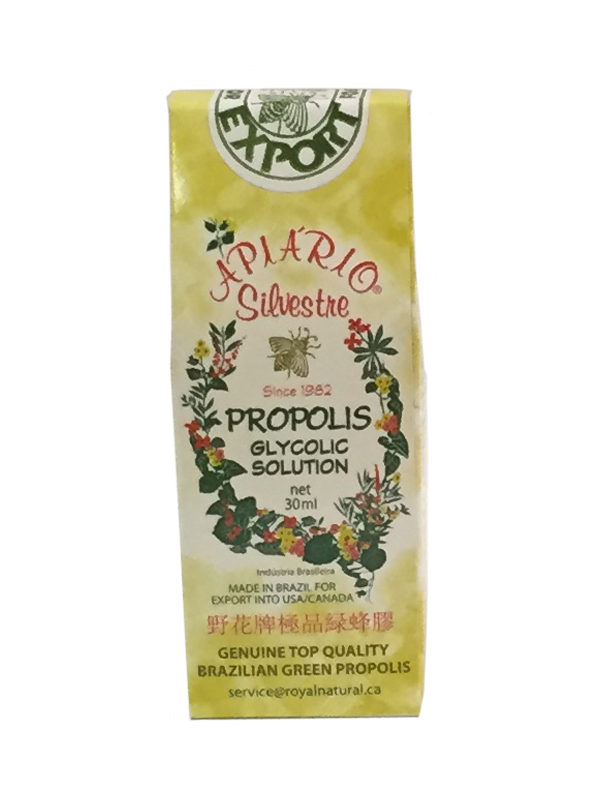 EXPORT
APIÁRIO®
Silvestre
Since 1982
PROPOLIS
GLYCOLIC
SOLUTION
net
30ml
Indústria Brasileira
MADE IN BRAZIL FOR
EXPORT INTO USA/CANADA
野花牌極品緑蜂膠
GENUINE TOP QUALITY
BRAZILIAN GREEN PROPOLIS
service@royalnatural.ca